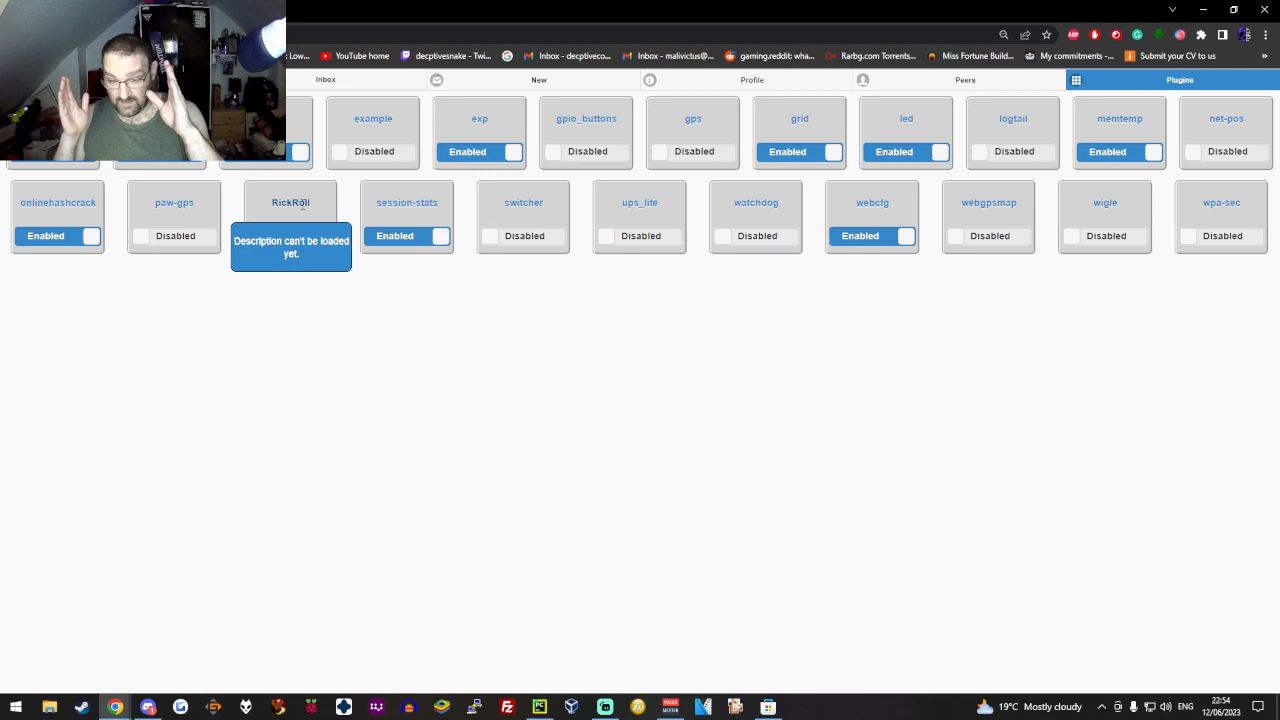 Low...
YouTube home
decptivesnake - Twi...
Inbox - decptiveco...
Inbox - malivictus@...
gaming.reddit: wha...
Rarbg.com Torrents...
Miss Fortune Build...
My commitments -...
Submit your CV to us
»
Inbox
New
Profile
Peers
Plugins
example
exp
gpio_buttons
gps
grid
led
logtail
memtemp
net-pos
Disabled
Enabled
Disabled
Disabled
Enabled
Enabled
Disabled
Enabled
Disabled
onlinehashcrack
paw-gps
RickRoll
session-stats
switcher
ups_lite
watchdog
webcfg
webgpsmap
wigle
wpa-sec
Enabled
Disabled
Enabled
Disabled
Disabled
Disabled
Enabled
Disabled
Disabled
Disabled
Description can't be loaded
yet.
19°C Mostly cloudy
ENG
22:54
12/06/2023